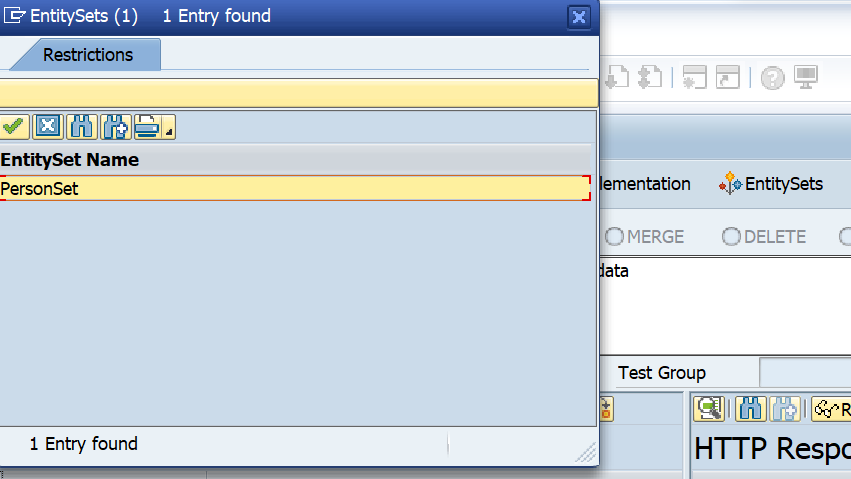 EntitySets (1)    1 Entry found
Restrictions
EntitySet Name
PersonSet
1 Entry found
lementation
EntitySets
MERGE
DELETE
data
Test Group
HTTP Respo